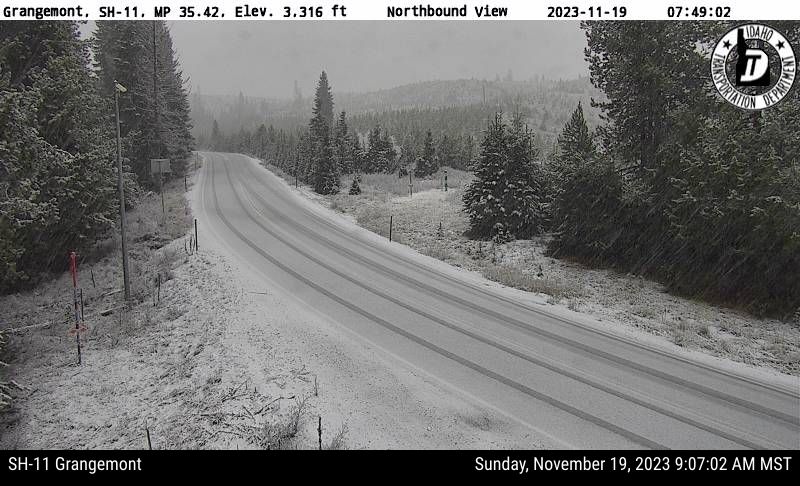 Grangemont, SH-11, MP 35.42, Elev. 3,316 ft Northbound View 2023-11-19 07:49:02
IDAHO
TRANSPORTATION DEPARTMENT
SH-11 Grangemont Sunday, November 19, 2023 9:07:02 AM MST